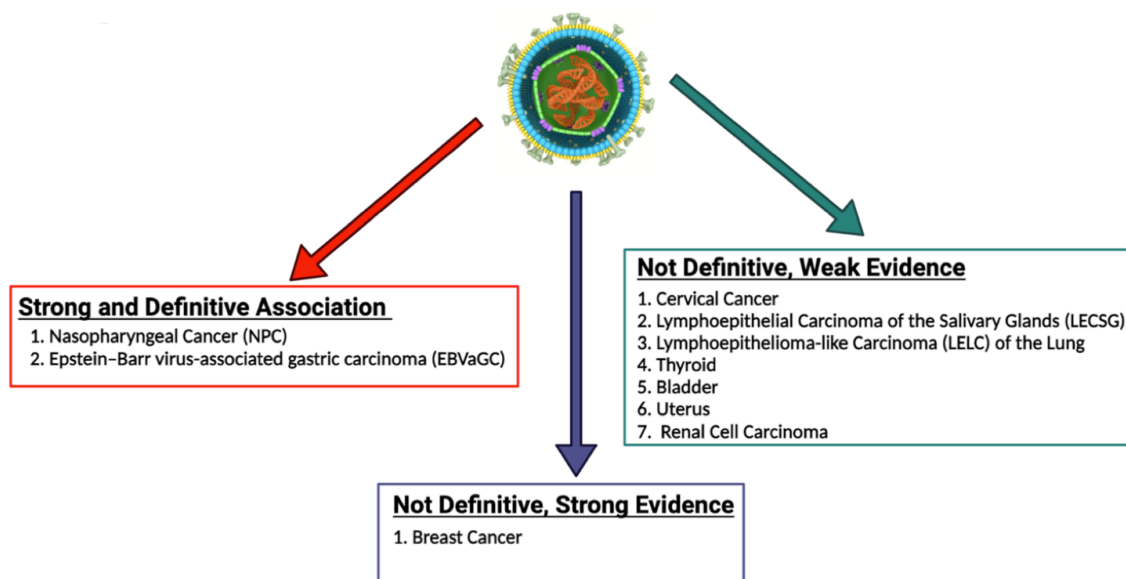 Strong and Definitive Association
1. Nasopharyngeal Cancer (NPC)
2. Epstein–Barr virus-associated gastric carcinoma (EBVaGC)
Not Definitive, Strong Evidence
1. Breast Cancer
Not Definitive, Weak Evidence
1. Cervical Cancer
2. Lymphoepithelial Carcinoma of the Salivary Glands (LECSG)
3. Lymphoepithelioma-like Carcinoma (LELC) of the Lung
4. Thyroid
5. Bladder
6. Uterus
7. Renal Cell Carcinoma